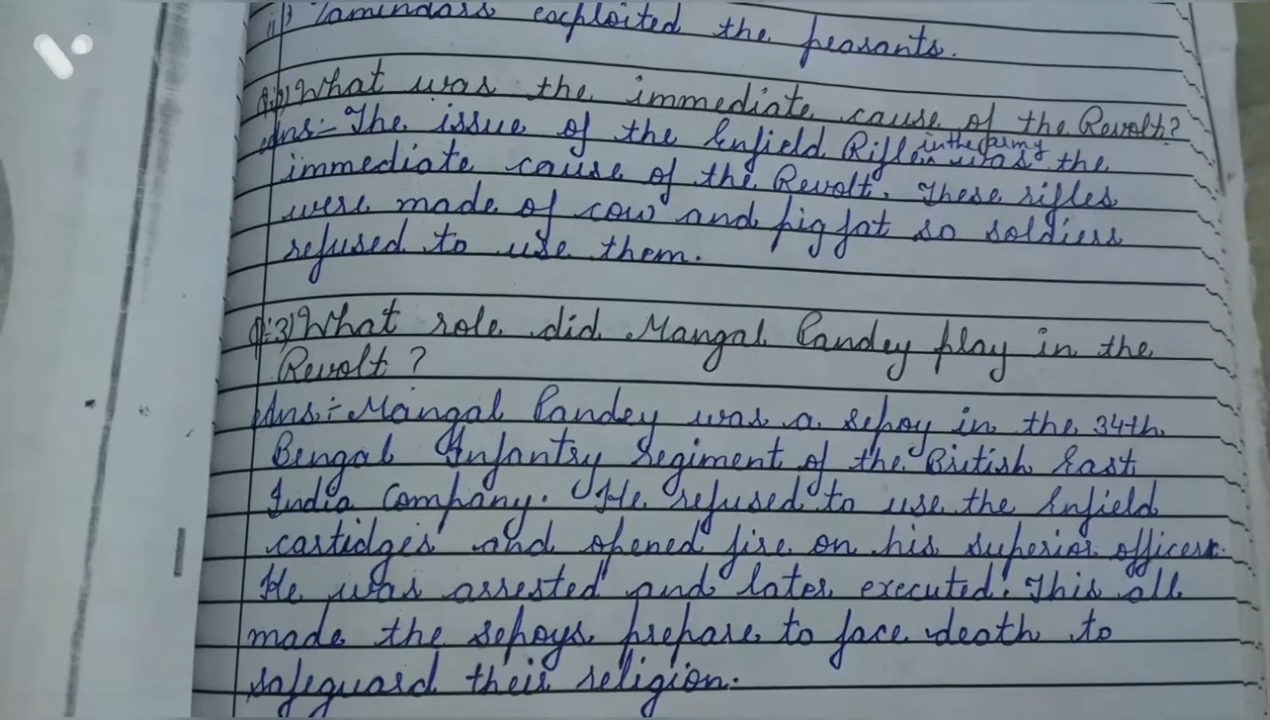 ii) Zamindars exploited the peasants.
Q:2) What was the immediate cause of the Revolt?
Ans:- The issue of the Enfield Rifles in the army was the
immediate cause of the Revolt. These rifles
were made of cow and pig fat so soldiers
refused to use them.
Q:3) What role did Mangal Pandey play in the
Revolt?
Ans:- Mangal Pandey was a sepoy in the 34th
Bengal Infantry Regiment of the British East
India Company. He refused to use the Enfield
cartidges and opened fire on his superior officers.
He was arrested and later executed. This all
made the sepoys prepare to face death to
safeguard their religion.